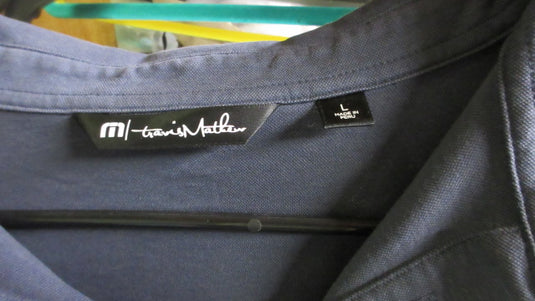 m/ travisMathew
L
MADE IN
PERU